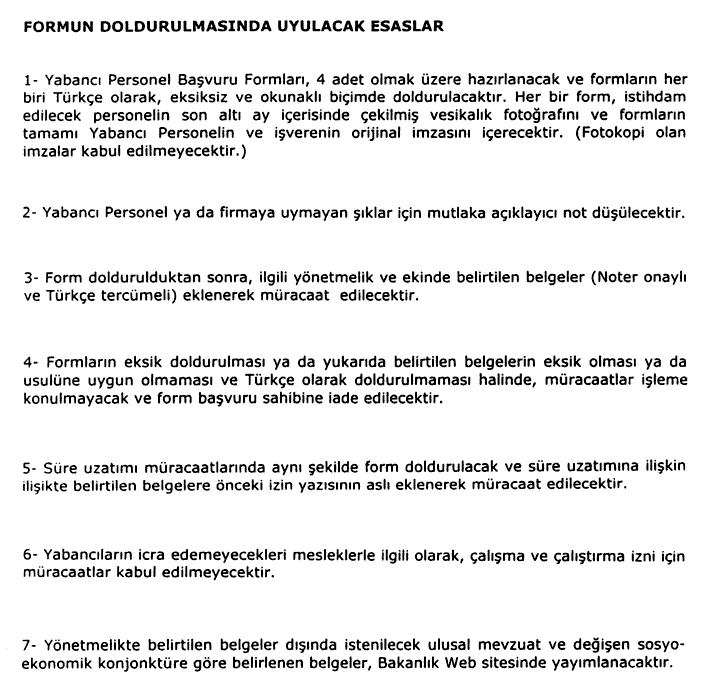 FORMUN DOLDURULMASINDA UYULACAK ESASLAR
1- Yabancı Personel Başvuru Formları, 4 adet olmak üzere hazırlanacak ve formların her
biri Türkçe olarak, eksiksiz ve okunaklı biçimde doldurulacaktır. Her bir form, istihdam
edilecek personelin son altı ay içerisinde çekilmiş vesikalık fotoğrafını ve formların
tamamı Yabancı Personelin ve işverenin orijinal imzasını içerecektir. (Fotokopi olan
imzalar kabul edilmeyecektir.)
2- Yabancı Personel ya da firmaya uymayan şıklar için mutlaka açıklayıcı not düşülecektir.
3- Form doldurulduktan sonra, ilgili yönetmelik ve ekinde belirtilen belgeler (Noter onaylı
ve Türkçe tercümeli) eklenerek müracaat edilecektir.
4- Formların eksik doldurulması ya da yukarıda belirtilen belgelerin eksik olması ya da
usulüne uygun olmaması ve Türkçe olarak doldurulmaması halinde, müracaatlar işleme
konulmayacak ve form başvuru sahibine iade edilecektir.
5- Süre uzatımı müracaatlarında aynı şekilde form doldurulacak ve süre uzatımına ilişkin
ilişikte belirtilen belgelere önceki izin yazısının aslı eklenerek müracaat edilecektir.
6- Yabancıların icra edemeyecekleri mesleklerle ilgili olarak, çalışma ve çalıştırma izni için
müracaatlar kabul edilmeyecektir.
7- Yönetmelikte belirtilen belgeler dışında istenilecek ulusal mevzuat ve değişen sosyo-
ekonomik konjonktüre göre belirlenen belgeler, Bakanlık Web sitesinde yayımlanacaktır.